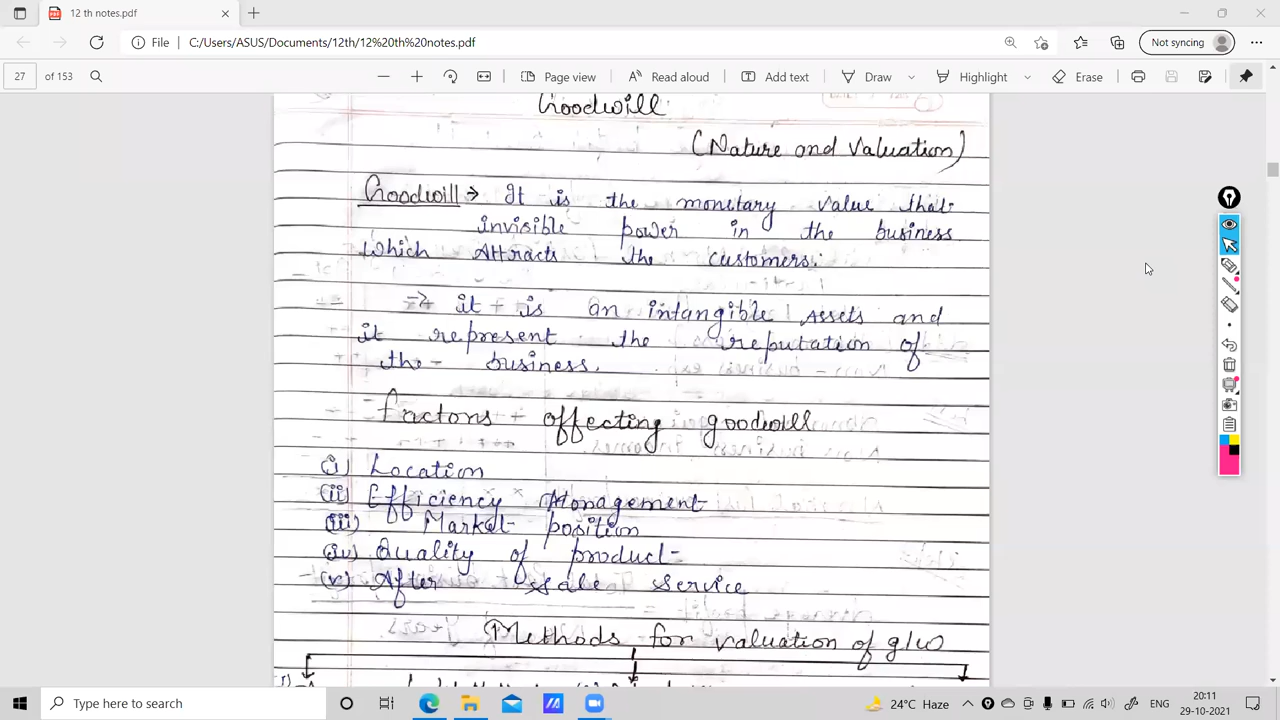 12 th notes.pdf
File
C:/Users/ASUS/Documents/12th/12%20th%20notes.pdf
Not syncing
27 of 153
Page view
Read aloud
Add text
Draw
Highlight
Erase
Goodwill
(Nature and Valuation)
Goodwill → It is the monetary value that
invisible power in the business
Which Attracts the customers.
→ it is an intangible Assets and
it represent the reputation of
the business.
factors offecting goodwill
(i) Location
(ii) Efficiency Management
(iii) Market position
(iv) Quality of product
(v) After sale service
Methods for valuation of g/w
Type here to search
24°C Haze
ENG
20:11
29-10-2021